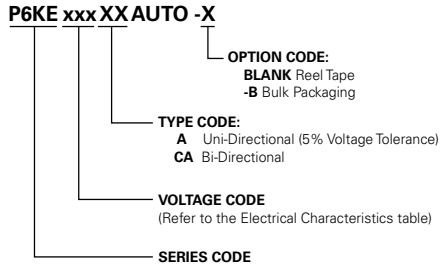 P6KE xxx XX AUTO -X
OPTION CODE:
BLANK Reel Tape
-B Bulk Packaging
TYPE CODE:
A Uni-Directional (5% Voltage Tolerance)
CA Bi-Directional
VOLTAGE CODE
(Refer to the Electrical Characteristics table)
SERIES CODE